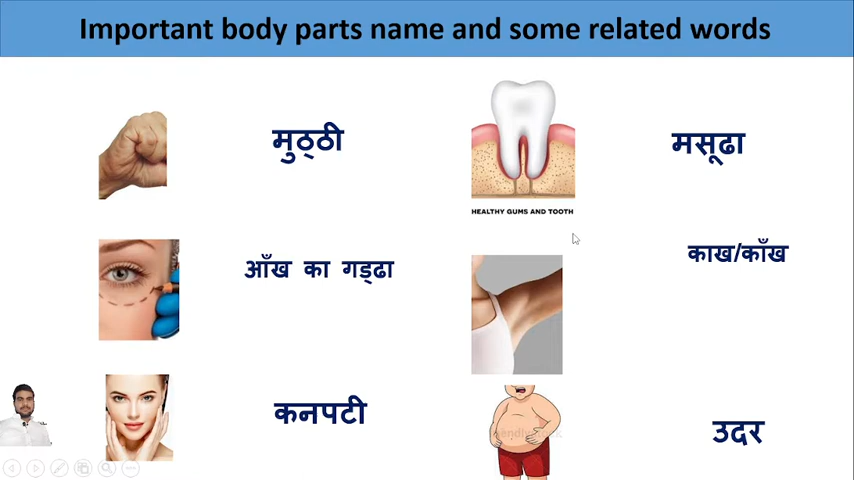 Important body parts name and some related words
मुठ्ठी
मसूढा
HEALTHY GUMS AND TOOTH
आँख का गड्ढा
काख/काँख
कनपटी
उदर